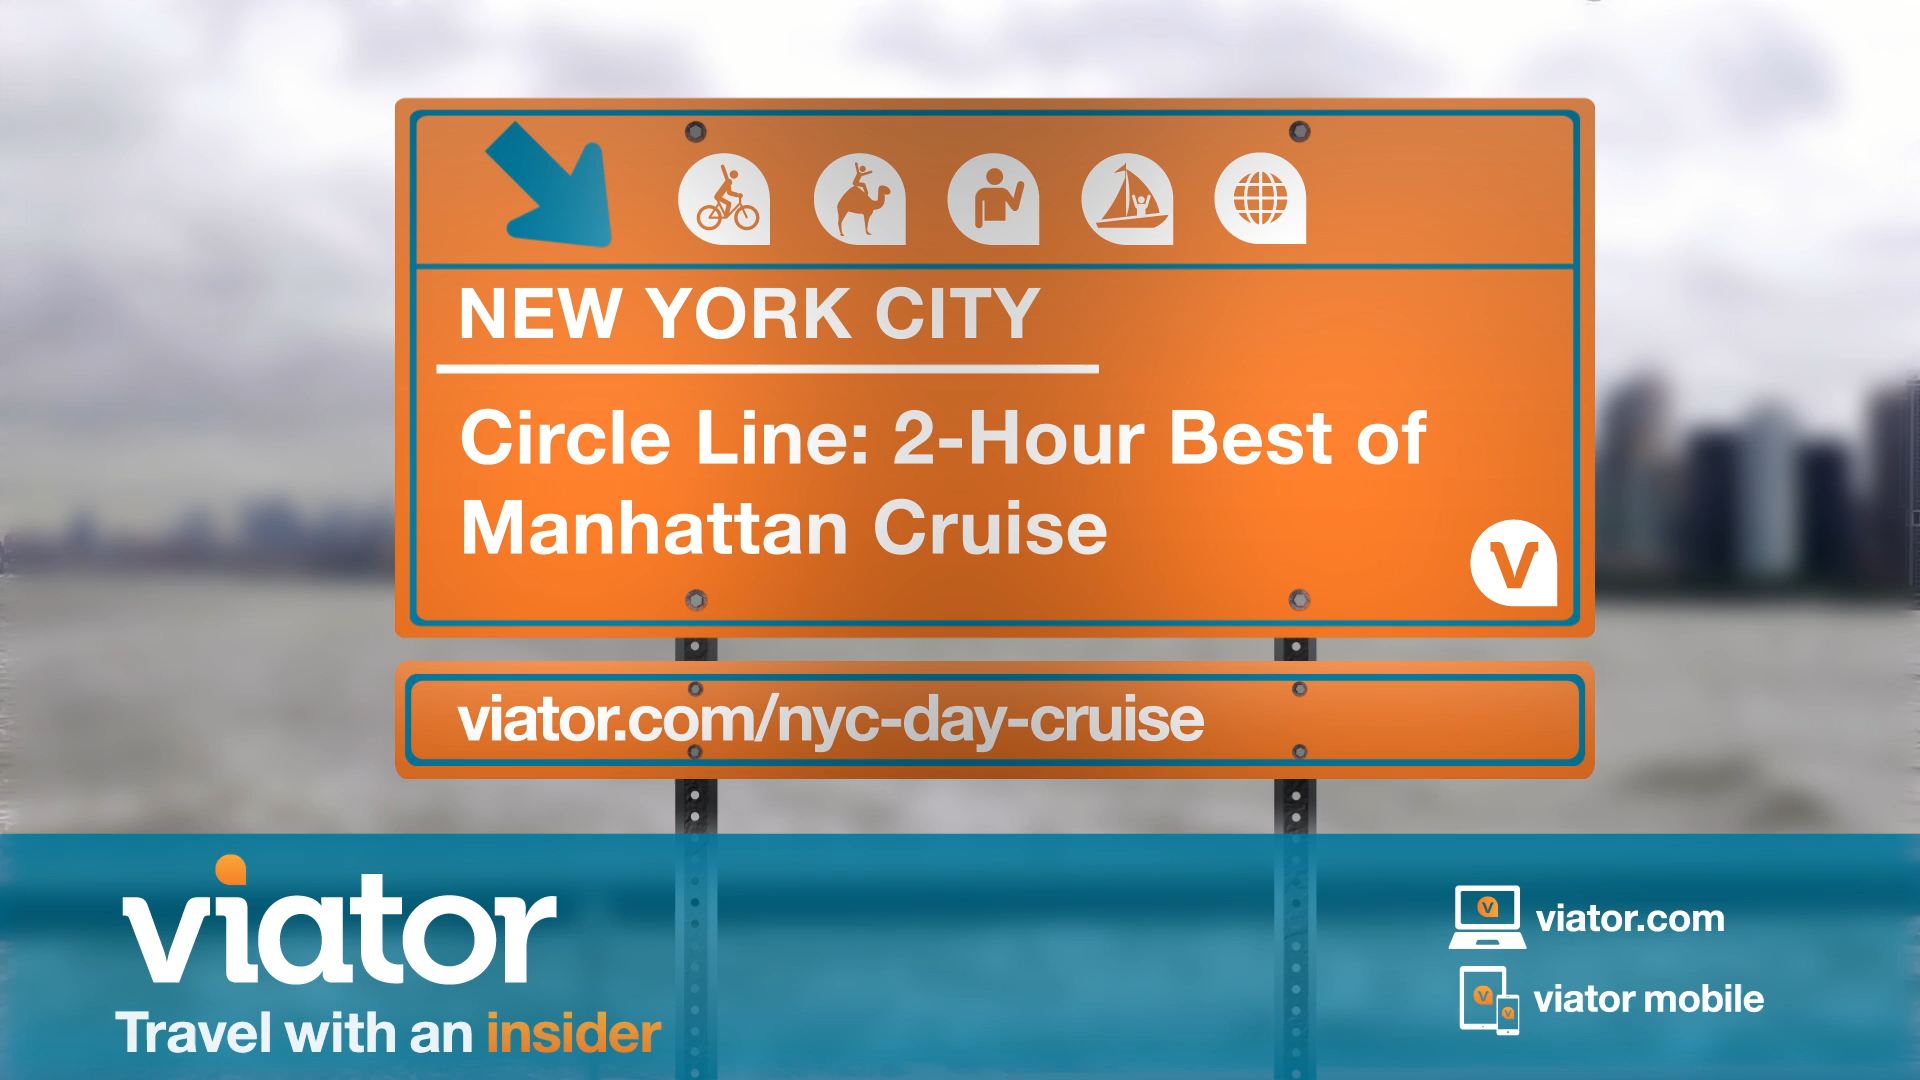 NEW YORK CITY
Circle Line: 2-Hour Best of
Manhattan Cruise
V
viator.com/nyc-day-cruise
viator
Travel with an insider
V
viator.com
V
V
viator mobile